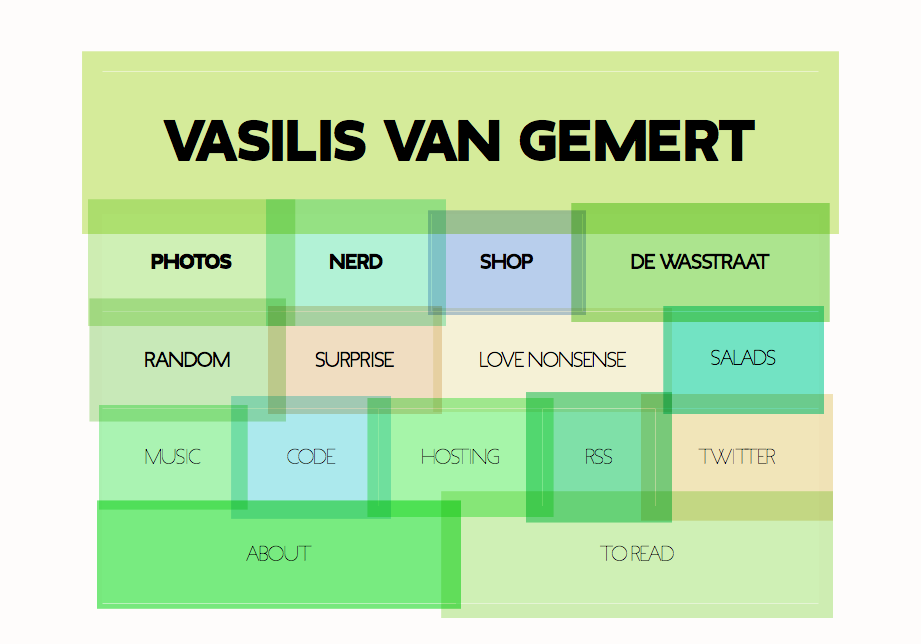 VASILIS VAN GEMERT
PHOTOS NERD SHOP DE WASSTRAAT
RANDOM SURPRISE LOVE NONSENSE SALADS
MUSIC CODE HOSTING RSS TWITTER
ABOUT TO READ